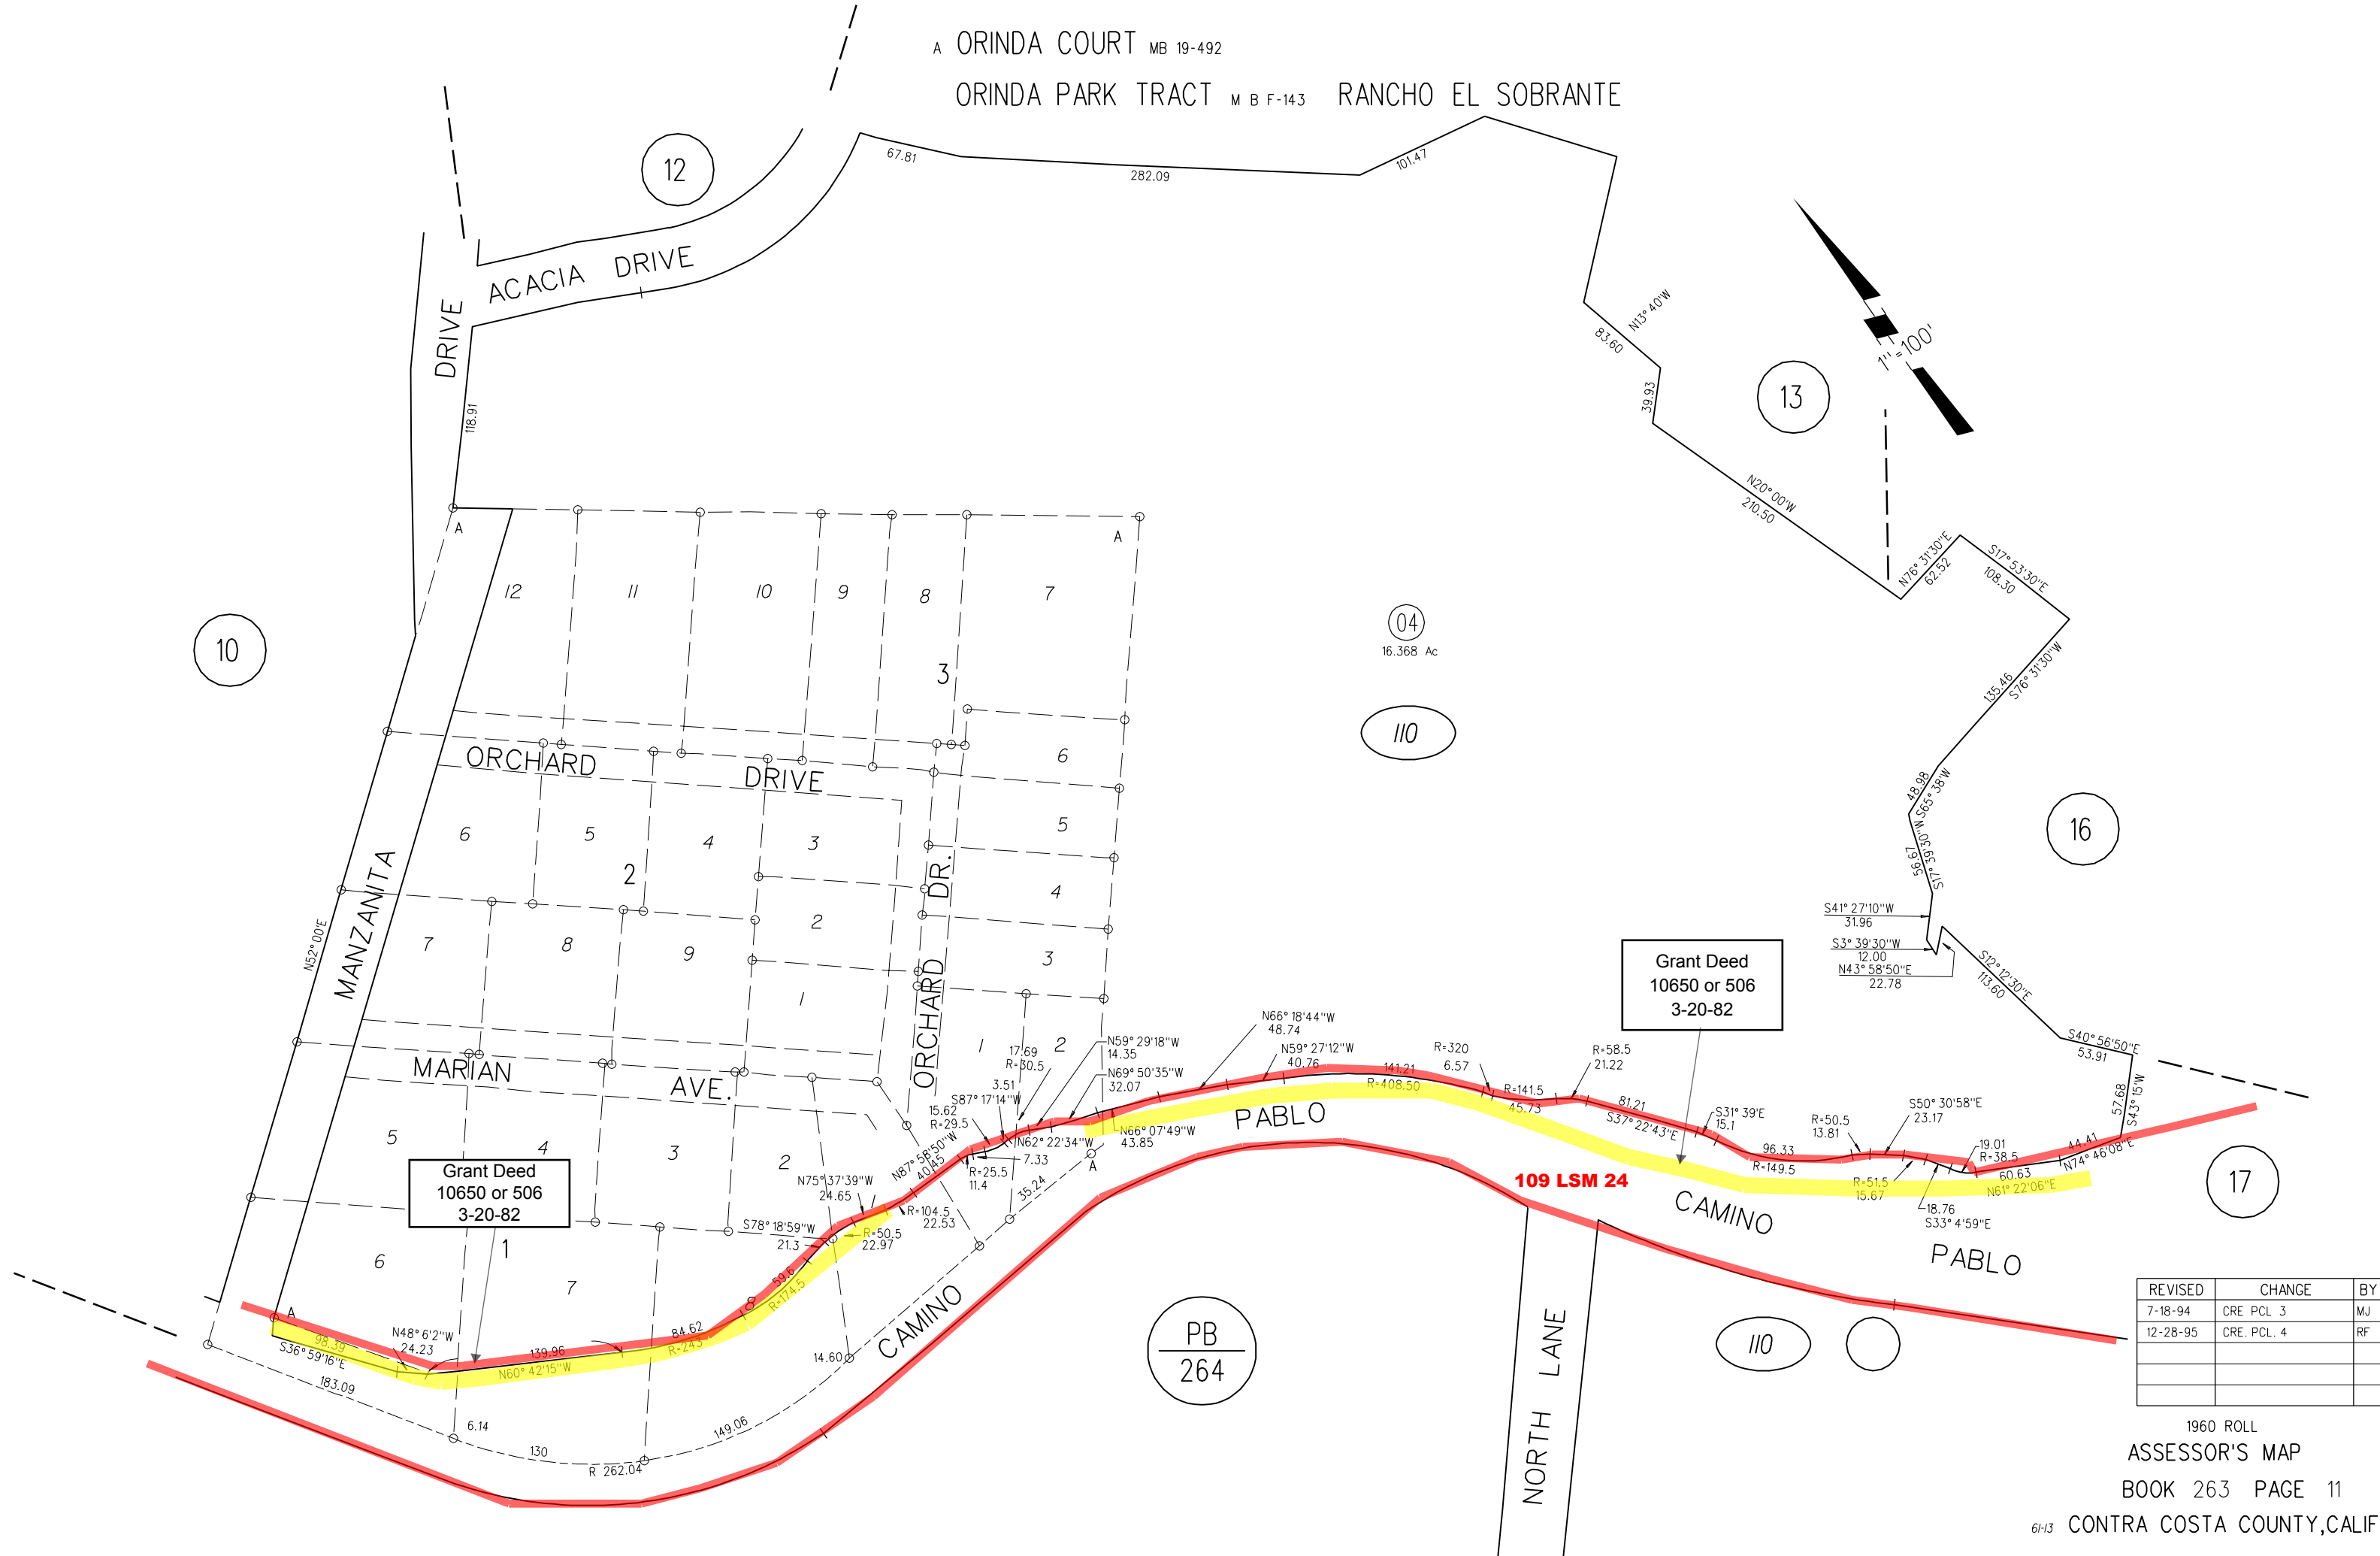 A ORINDA COURT MB 19-492
ORINDA PARK TRACT M B F-143 RANCHO EL SOBRANTE
12
67.81
282.09
101.47
ACACIA DRIVE
DRIVE
118.91
N13°40'W
83.60
39.93
1"=100'
13
N20°00'W
210.50
N76°31'30"E
62.52
S17°53'30"E
108.30
135.46
S76°31'30"W
48.98
S65°38'W
S17°39'30"W
56.67
16
S41°27'10"W
31.96
S3°39'30"W
12.00
N43°58'50"E
22.78
S12°12'30"E
113.60
S40°56'50"E
53.91
57.68
S43°15'W
10
A
A
12
11
10
9
8
7
3
04
16.368 Ac
110
6
5
4
3
2
1
ORCHARD DRIVE
6
5
4
3
2
2
7
8
9
1
MANZANITA
N52°00'E
ORCHARD DR.
MARIAN AVE.
5
4
3
2
6
7
8
1
A
Grant Deed
10650 or 506
3-20-82
Grant Deed
10650 or 506
3-20-82
N48°6'2"W
24.23
98.39
S36°59'16"E
139.96
N60°42'15"W
84.62
R=243
59.6
R=174.5
S78°18'59"W
21.3
R=50.5
22.97
N75°37'39"W
24.65
R=104.5
22.53
N87°58'50"W
40.45
R=25.5
11.4
15.62
R=29.5
S87°17'14"W
3.51
17.69
R=30.5
N62°22'34"W
7.33
N59°29'18"W
14.35
N69°50'35"W
32.07
N66°07'49"W
43.85
N66°18'44"W
48.74
N59°27'12"W
40.76
141.21
R=408.50
R=320
6.57
R=141.5
45.73
R=58.5
21.22
81.21
S37°22'43"E
S31°39'E
15.1
96.33
R=149.5
R=50.5
13.81
S50°30'58"E
23.17
R=51.5
15.67
18.76
S33°4'59"E
19.01
R=38.5
60.63
N61°22'06"E
44.41
N74°46'08"E
A
35.24
14.60
149.06
130
R 262.04
6.14
183.09
CAMINO PABLO
CAMINO PABLO
109 LSM 24
17
PB
264
NORTH LANE
110
REVISED CHANGE BY
7-18-94 CRE PCL 3 MJ
12-28-95 CRE. PCL. 4 RF
1960 ROLL
ASSESSOR'S MAP
BOOK 263 PAGE 11
61-13 CONTRA COSTA COUNTY,CALIF